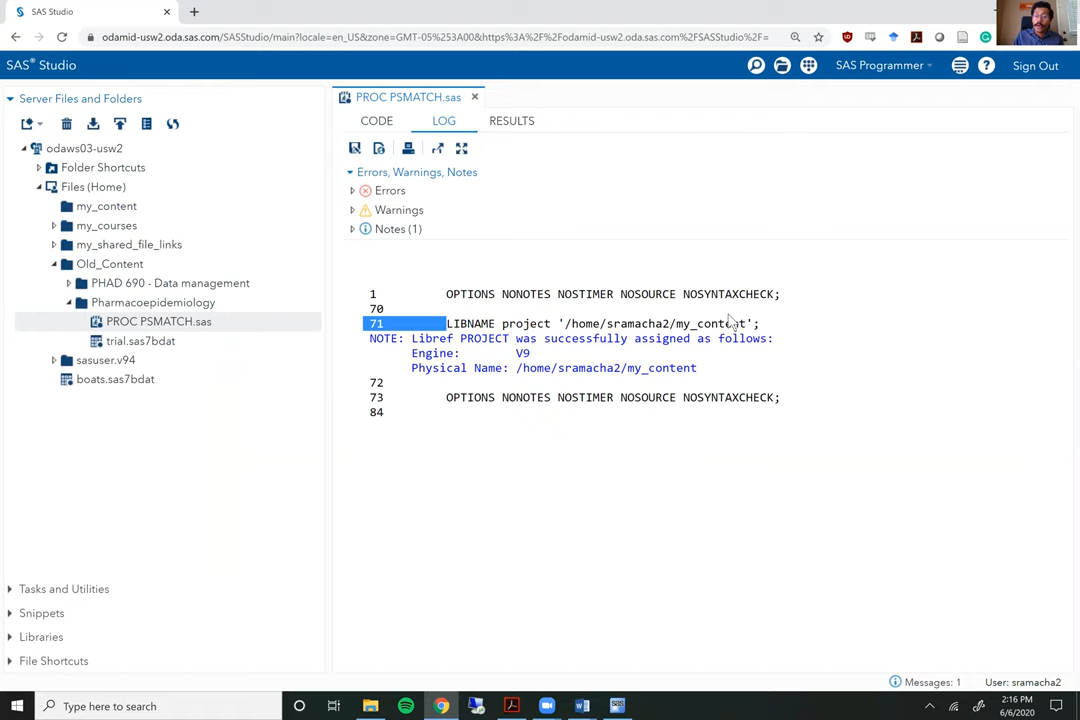 SAS Studio
odamid-usw2.oda.sas.com/SASStudio/main?locale=en_US&zone=GMT-05%253A00&https%3A%2F%2Fodamid-usw2.oda.sas.com%2FSASStudio%2F=
SAS® Studio
SAS Programmer
Sign Out
Server Files and Folders
odaws03-usw2
Folder Shortcuts
Files (Home)
my_content
my_courses
my_shared_file_links
Old_Content
PHAD 690 - Data management
Pharmacoepidemiology
PROC PSMATCH.sas
trial.sas7bdat
sasuser.v94
boats.sas7bdat
Tasks and Utilities
Snippets
Libraries
File Shortcuts
PROC PSMATCH.sas
CODE
LOG
RESULTS
Errors, Warnings, Notes
Errors
Warnings
Notes (1)
1 OPTIONS NONOTES NOSTIMER NOSOURCE NOSYNTAXCHECK;
70
71 LIBNAME project '/home/sramacha2/my_content';
NOTE: Libref PROJECT was successfully assigned as follows:
Engine: V9
Physical Name: /home/sramacha2/my_content
72
73 OPTIONS NONOTES NOSTIMER NOSOURCE NOSYNTAXCHECK;
84
Messages: 1
User: sramacha2
Type here to search
2:16 PM
6/6/2020